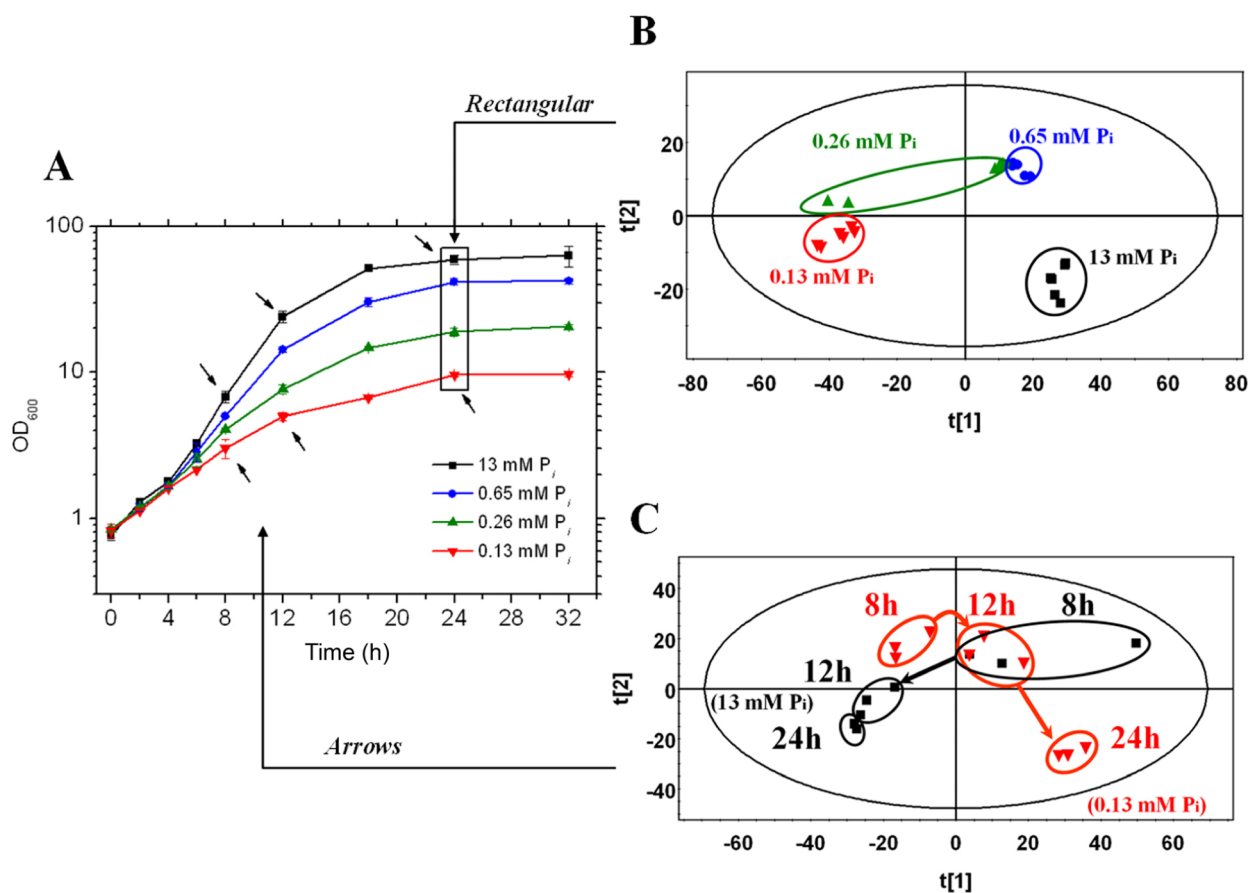 B
Rectangular
A
100
10
1
OD600
0 4 8 12 16 20 24 28 32
Time (h)
13 mM Pi
0.65 mM Pi
0.26 mM Pi
0.13 mM Pi
Arrows
20
0
-20
t[2]
0.26 mM Pi
0.65 mM Pi
0.13 mM Pi
13 mM Pi
-80 -60 -40 -20 0 20 40 60 80
t[1]
C
40
20
0
-20
-40
t[2]
8h 12h 8h
12h
(13 mM Pi)
24h
24h
(0.13 mM Pi)
-60 -40 -20 0 20 40 60
t[1]